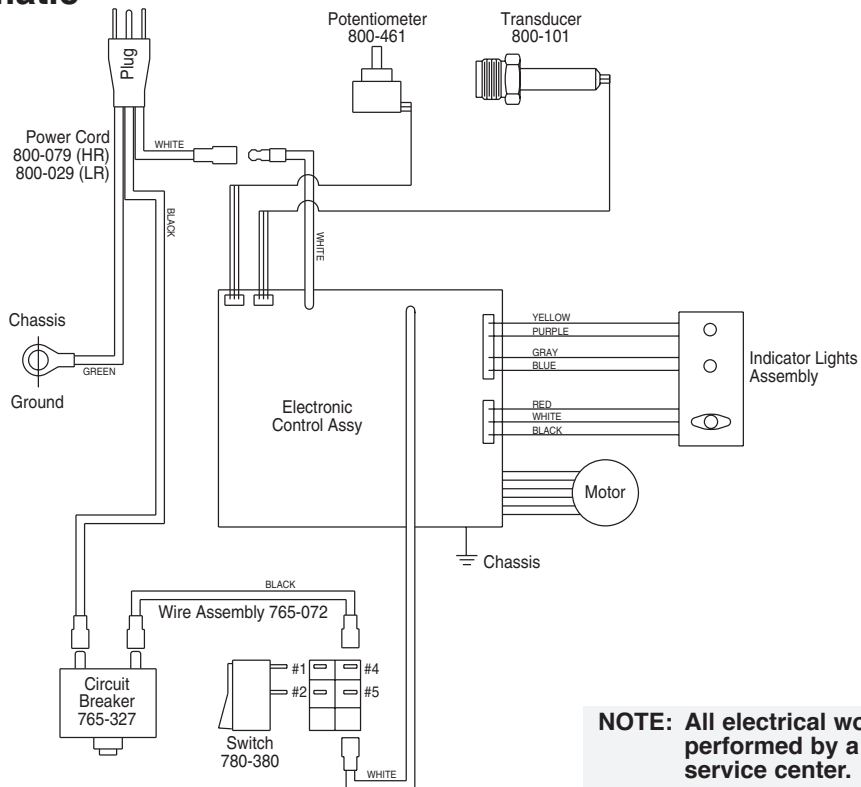 Potentiometer
800-461
Transducer
800-101
Plug
Power Cord
800-079 (HR)
800-029 (LR)
WHITE
BLACK
WHITE
Chassis
GREEN
Ground
Electronic
Control Assy
YELLOW
PURPLE
GRAY
BLUE
RED
WHITE
BLACK
Indicator Lights
Assembly
Motor
Chassis
BLACK
Wire Assembly 765-072
Circuit
Breaker
765-327
#1
#4
#2
#5
Switch
780-380
WHITE
NOTE: All electrical wo
performed by a
service center.